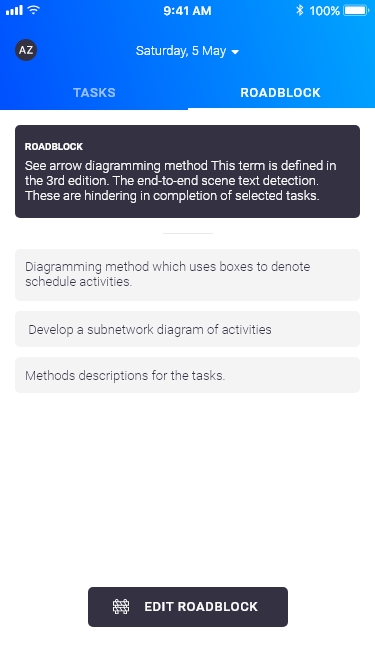 9:41 AM 100%
AZ Saturday, 5 May
TASKS ROADBLOCK
ROADBLOCK
See arrow diagramming method This term is defined in
the 3rd edition. The end-to-end scene text detection.
These are hindering in completion of selected tasks.
Diagramming method which uses boxes to denote
schedule activities.
Develop a subnetwork diagram of activities
Methods descriptions for the tasks.
EDIT ROADBLOCK